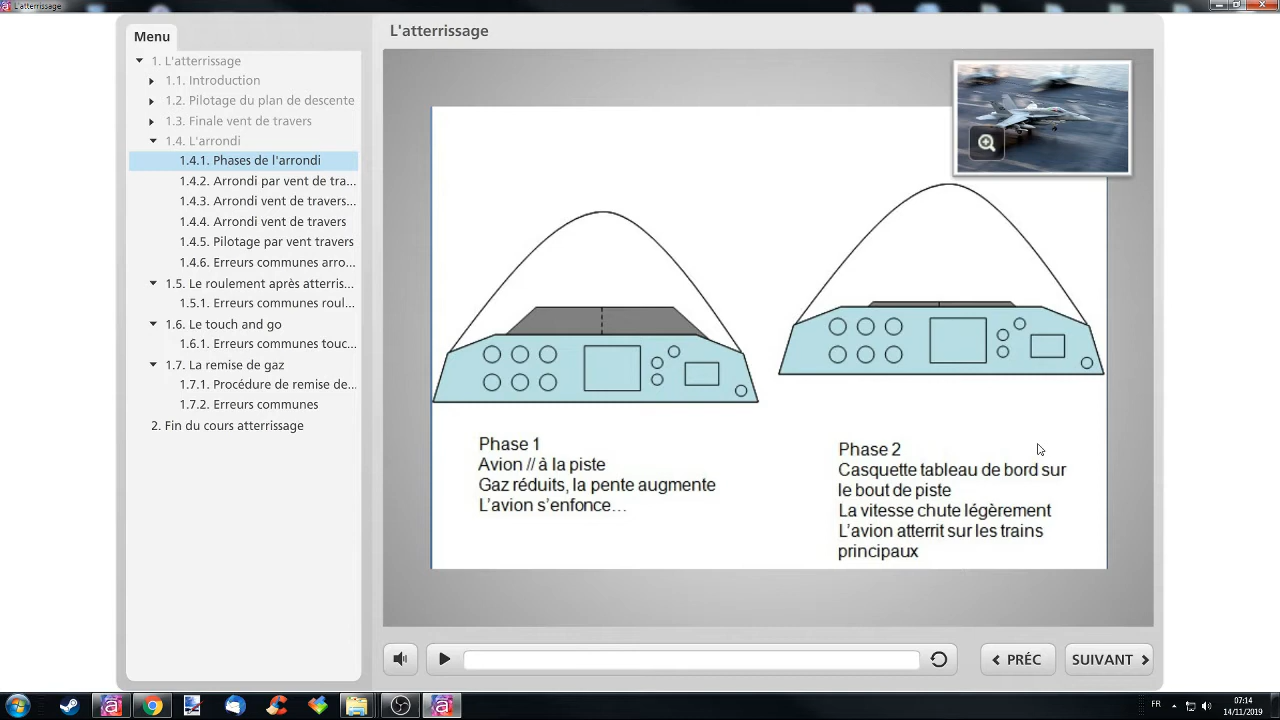 L'atterrissage
Menu
L'atterrissage
1. L'atterrissage
1.1. Introduction
1.2. Pilotage du plan de descente
1.3. Finale vent de travers
1.4. L'arrondi
1.4.1. Phases de l'arrondi
1.4.2. Arrondi par vent de tra...
1.4.3. Arrondi vent de travers...
1.4.4. Arrondi vent de travers
1.4.5. Pilotage par vent travers
1.4.6. Erreurs communes arro...
1.5. Le roulement après atterris...
1.5.1. Erreurs communes roul...
1.6. Le touch and go
1.6.1. Erreurs communes touc...
1.7. La remise de gaz
1.7.1. Procédure de remise de...
1.7.2. Erreurs communes
2. Fin du cours atterrissage
Phase 1
Avion // à la piste
Gaz réduits, la pente augmente
L'avion s'enfonce…
Phase 2
Casquette tableau de bord sur
le bout de piste
La vitesse chute légèrement
L'avion atterrit sur les trains
principaux
PRÉC
SUIVANT
FR
07:14
14/11/2019